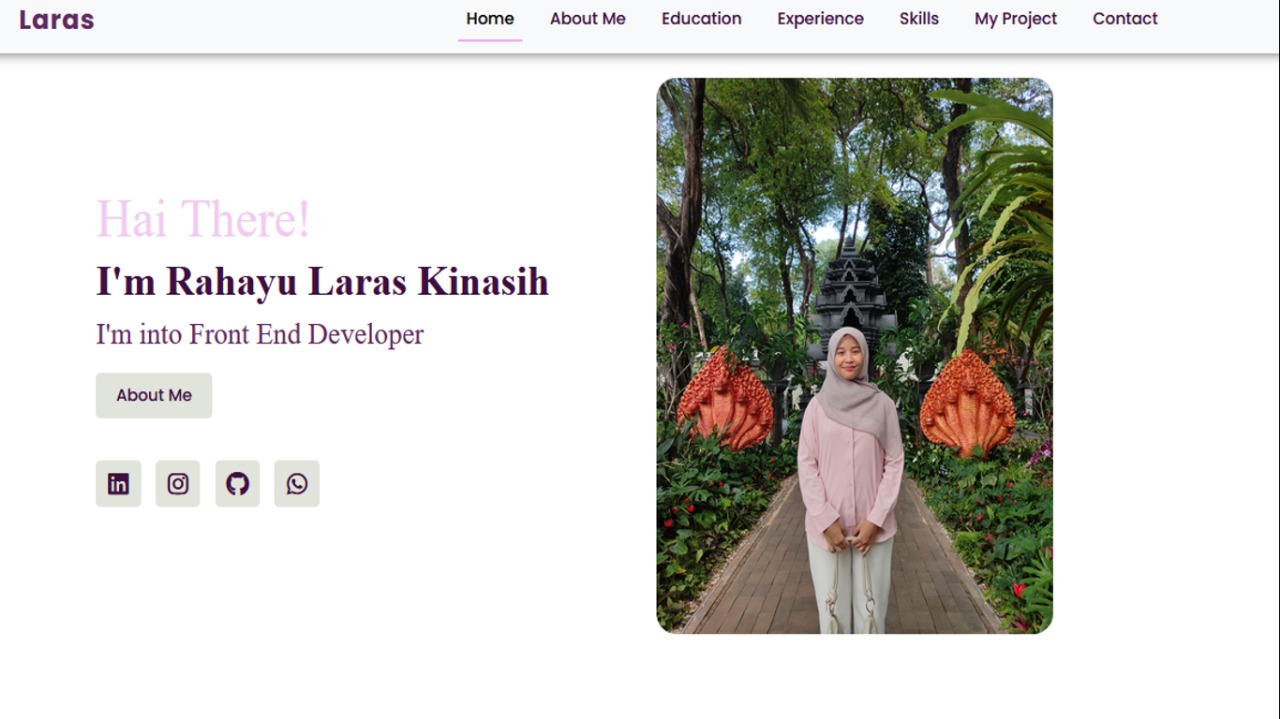 Laras
Home About Me Education Experience Skills My Project Contact
Hai There!
I'm Rahayu Laras Kinasih
I'm into Front End Developer
About Me